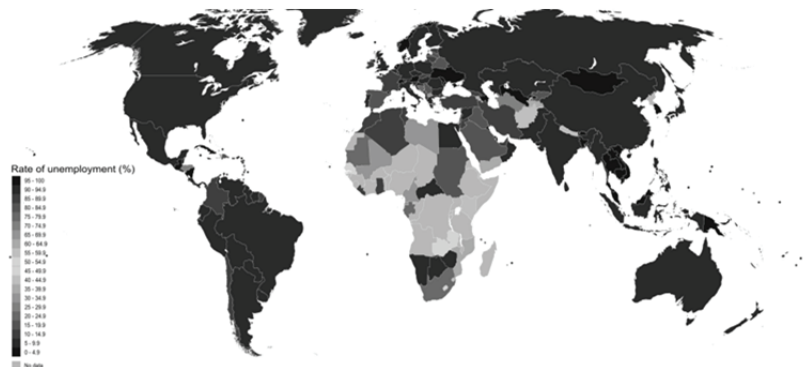 Rate of unemployment (%)
95 - 100
90 - 94.9
85 - 89.9
80 - 84.9
75 - 79.9
70 - 74.9
65 - 69.9
60 - 64.9
55 - 59.9
50 - 54.9
45 - 49.9
40 - 44.9
35 - 39.9
30 - 34.9
25 - 29.9
20 - 24.9
15 - 19.9
10 - 14.9
5 - 9.9
0 - 4.9
No data